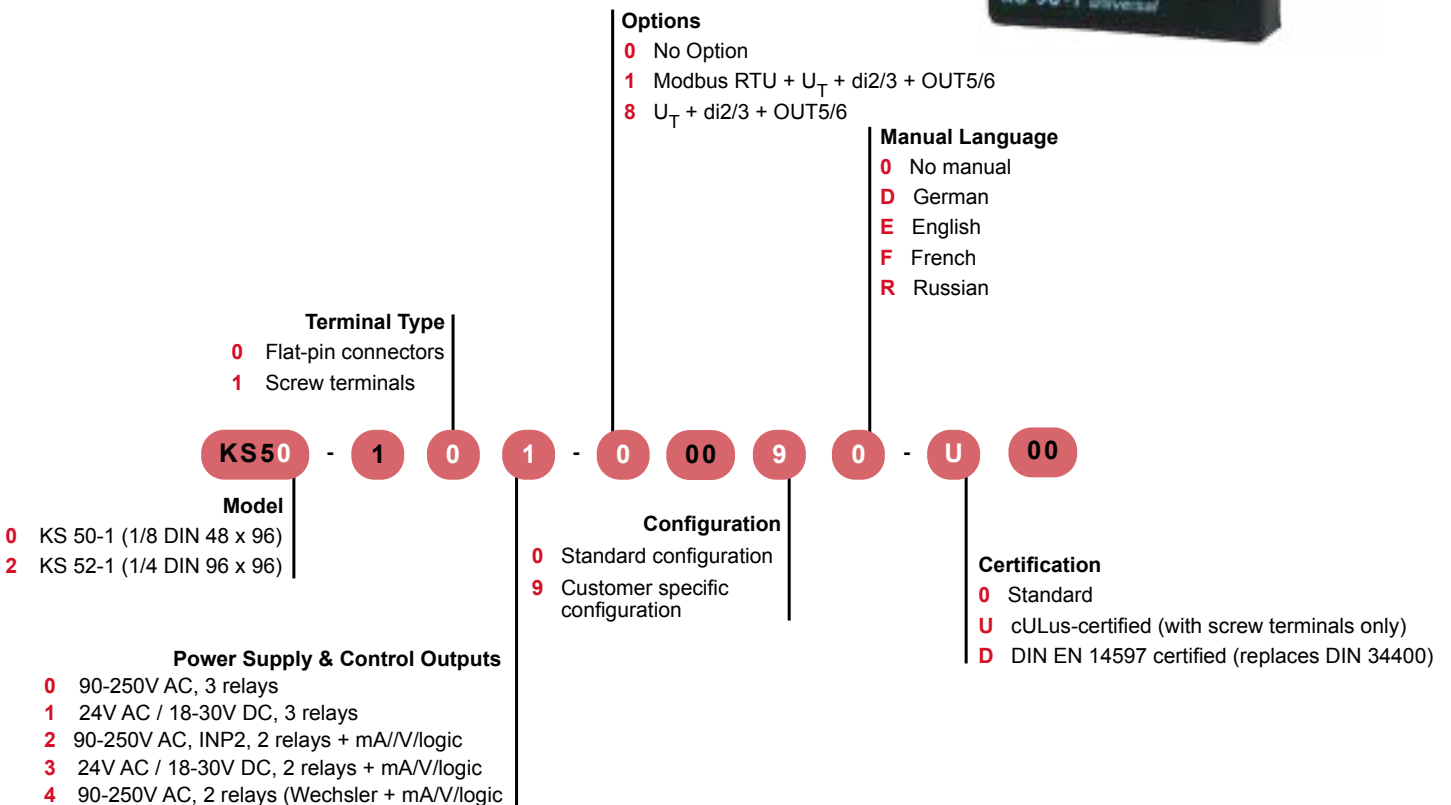 KS 90-1 universal
Options
0 No Option
1 Modbus RTU + UT + di2/3 + OUT5/6
8 UT + di2/3 + OUT5/6
Manual Language
0 No manual
D German
E English
F French
R Russian
Terminal Type
0 Flat-pin connectors
1 Screw terminals
KS50 - 1 0 1 - 0 00 9 0 - U 00
Model
0 KS 50-1 (1/8 DIN 48 x 96)
2 KS 52-1 (1/4 DIN 96 x 96)
Configuration
0 Standard configuration
9 Customer specific
configuration
Certification
0 Standard
U cULus-certified (with screw terminals only)
D DIN EN 14597 certified (replaces DIN 34400)
Power Supply & Control Outputs
0 90-250V AC, 3 relays
1 24V AC / 18-30V DC, 3 relays
2 90-250V AC, INP2, 2 relays + mA//V/logic
3 24V AC / 18-30V DC, 2 relays + mA/V/logic
4 90-250V AC, 2 relays (Wechsler + mA/V/logic